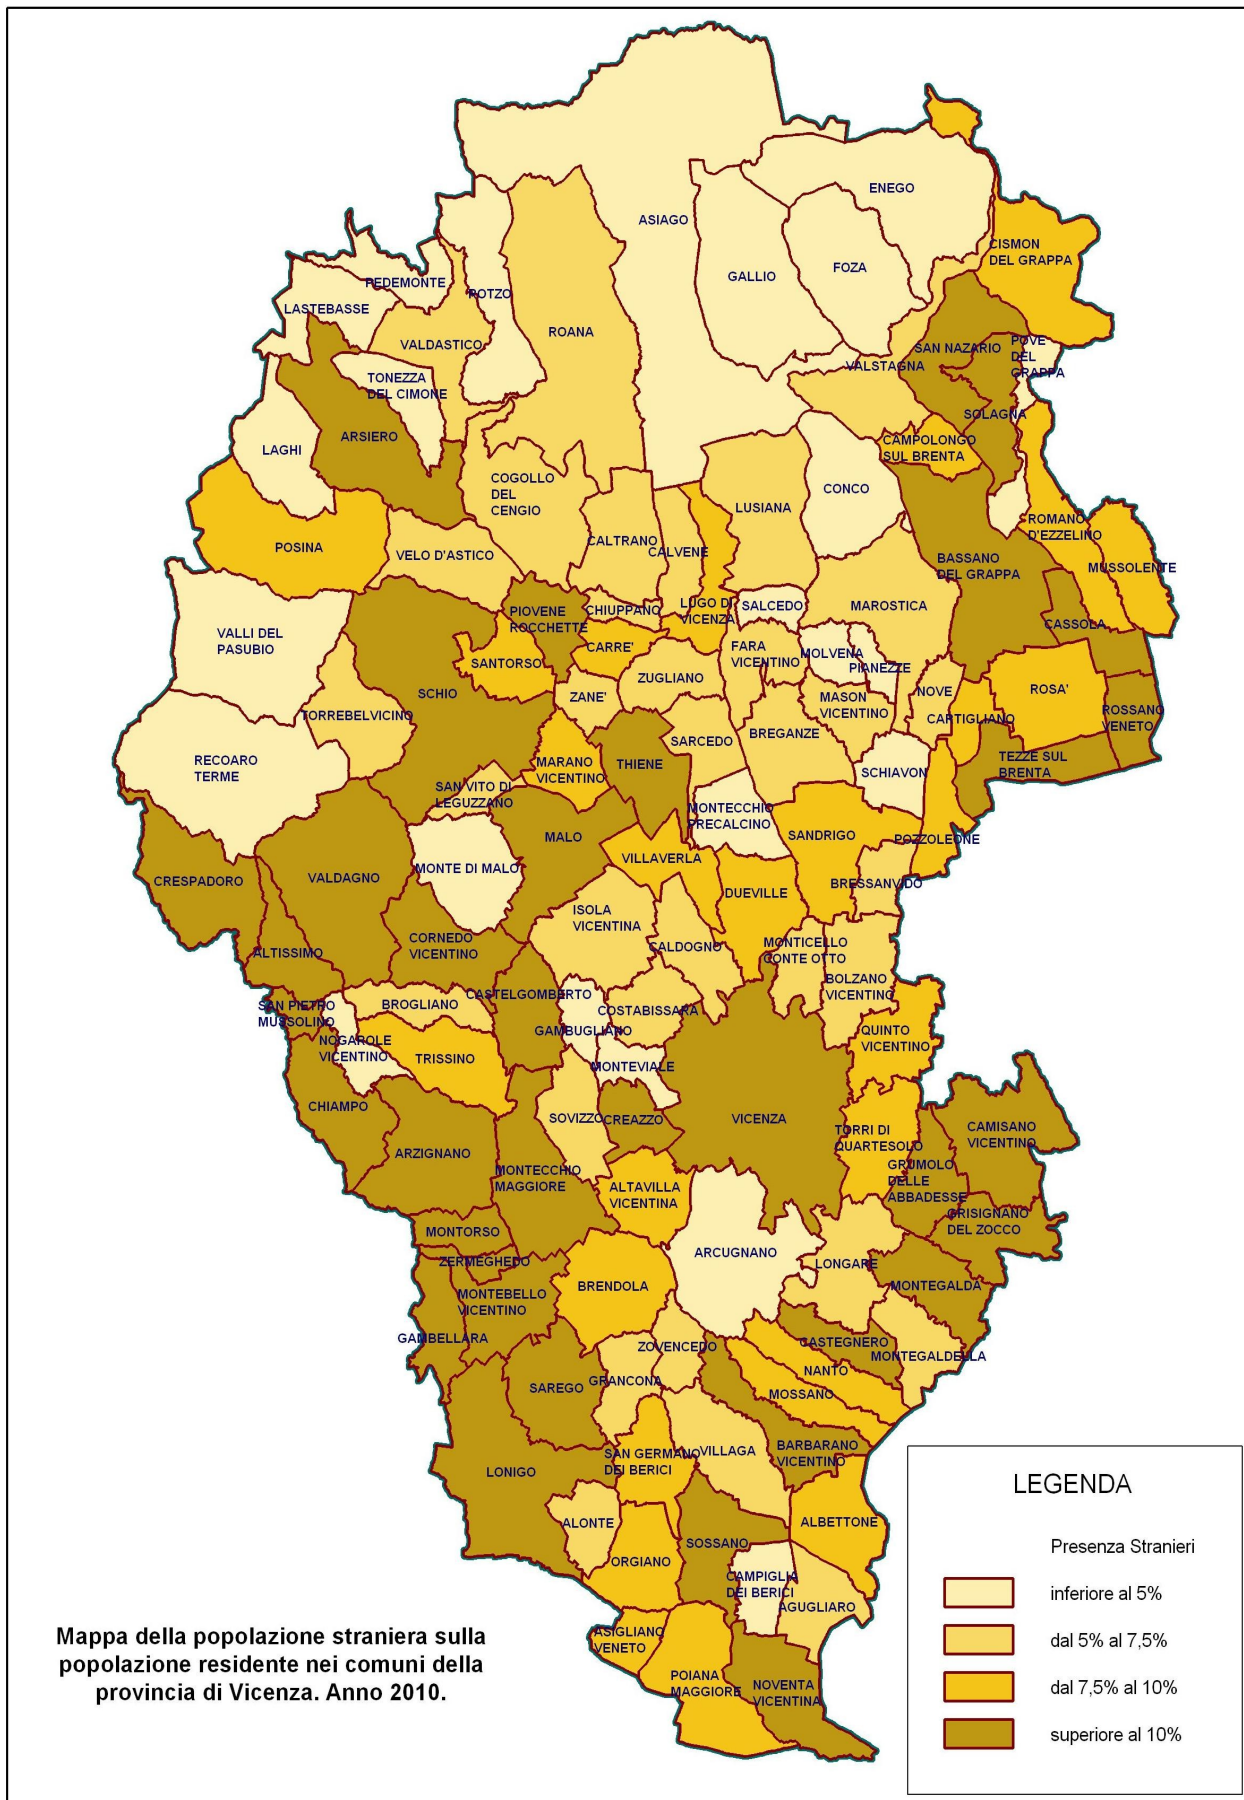 ENEGO
ASIAGO
CISMON
DEL GRAPPA
FOZA
GALLIO
PEDEMONTE
POTZO
LASTEBASSE
ROANA
VALDASTICO
SAN NAZARIO
POVE
DEL
GRAPPA
VALSTAGNA
TONEZZA
DEL CIMONE
SOLAGNA
ARSIERO
CAMPOLONGO
SUL BRENTA
LAGHI
COGOLLO
DEL
CENGIO
CONCO
LUSIANA
ROMANO
D'EZZELINO
POSINA
VELO D'ASTICO
CALTRANO
CALVENE
BASSANO
DEL GRAPPA
MUSSOLENTE
PIOVENE
ROCCHETTE
CHIUPPANO
LUGO DI
VICENZA
SALCEDO
MAROSTICA
CASSOLA
VALLI DEL
PASUBIO
CARRE'
FARA
VICENTINO
MOLVENA
PIANEZZE
SANTORSO
ZUGLIANO
SCHIO
ZANE'
MASON
VICENTINO
NOVE
ROSA'
TORREBELVICINO
CARTIGLIANO
ROSSANO
VENETO
BREGANZE
SARCEDO
RECOARO
TERME
MARANO
VICENTINO
THIENE
SCHIAVON
TEZZE SUL
BRENTA
SAN VITO DI
LEGUZZANO
MONTECCHIO
PRECALCINO
MALO
SANDRIGO
POZZOLEONE
VILLAVERLA
MONTE DI MALO
CRESPADORO
VALDAGNO
DUEVILLE
BRESSANVIDO
ISOLA
VICENTINA
CORNEDO
VICENTINO
CALDOGNO
MONTICELLO
CONTE OTTO
ALTISSIMO
BOLZANO
VICENTINO
CASTELGOMBERTO
SAN PIETRO
MUSSOLINO
BROGLIANO
COSTABISSARA
GAMBUGLIANO
QUINTO
VICENTINO
NOGAROLE
VICENTINO
TRISSINO
MONTEVIALE
CHIAMPO
SOVIZZO
CREAZZO
VICENZA
TORRI DI
QUARTESOLO
CAMISANO
VICENTINO
ARZIGNANO
MONTECCHIO
MAGGIORE
GRUMOLO
DELLE
ABBADESSE
ALTAVILLA
VICENTINA
GRISIGNANO
DEL ZOCCO
MONTORSO
ARCUGNANO
ZERMEGHEDO
LONGARE
BRENDOLA
MONTEGALDA
MONTEBELLO
VICENTINO
GAMBELLARA
ZOVENCEDO
CASTEGNERO
MONTEGALDELLA
NANTO
GRANCONA
SAREGO
MOSSANO
BARBARANO
VICENTINO
SAN GERMANO
DEI BERICI
VILLAGA
LONIGO
ALONTE
ALBETTONE
SOSSANO
ORGIANO
CAMPIGLIA
DEI BERICI
AGUGLIARO
ASIGLIANO
VENETO
POIANA
MAGGIORE
NOVENTA
VICENTINA
Mappa della popolazione straniera sulla
popolazione residente nei comuni della
provincia di Vicenza. Anno 2010.
LEGENDA
Presenza Stranieri
inferiore al 5%
dal 5% al 7,5%
dal 7,5% al 10%
superiore al 10%